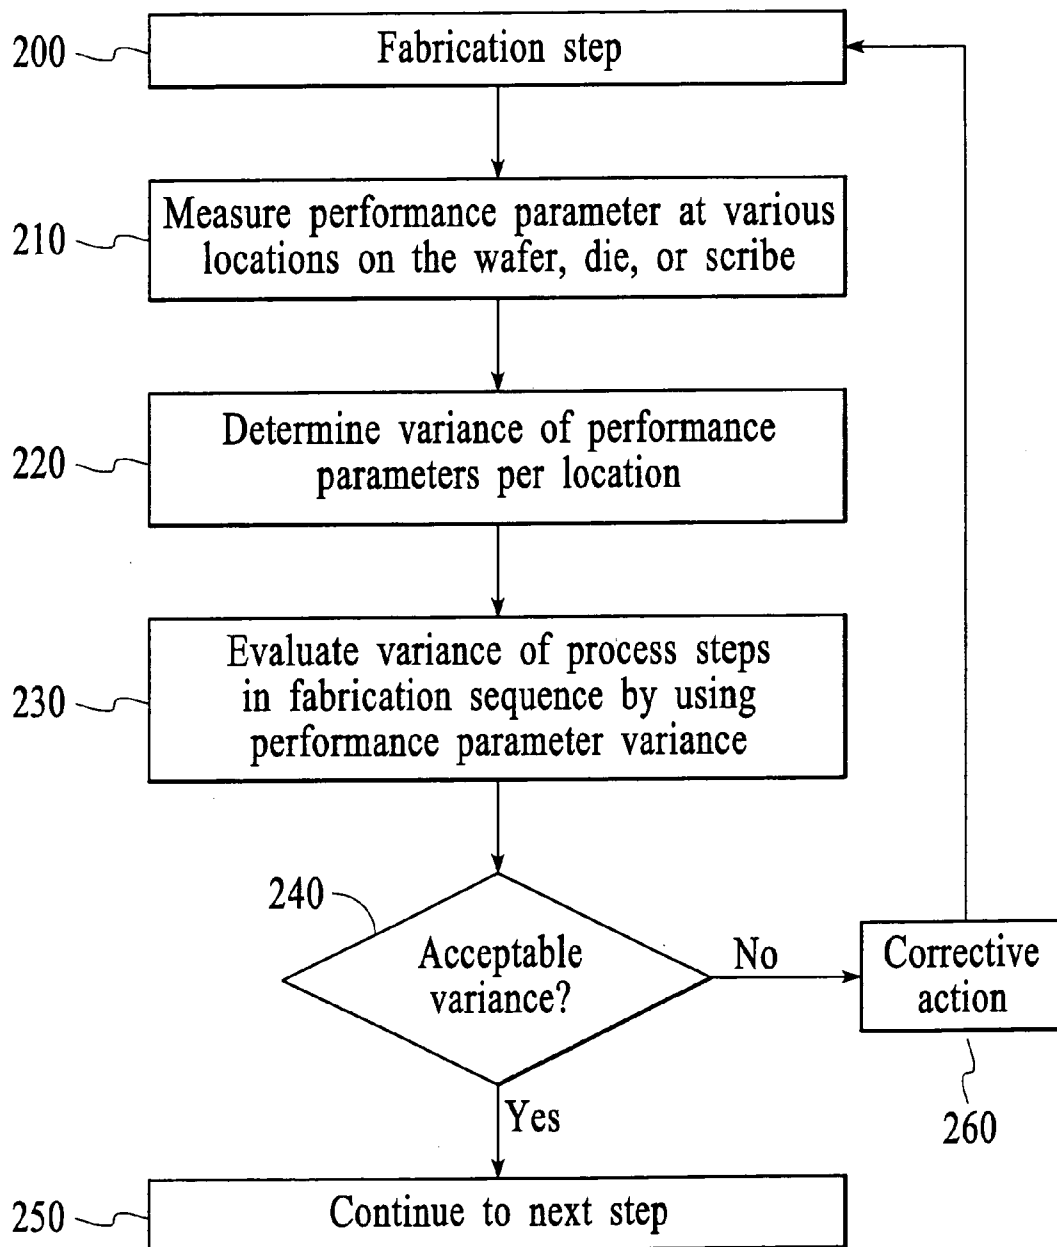 200
Fabrication step
210
Measure performance parameter at various
locations on the wafer, die, or scribe
220
Determine variance of performance
parameters per location
230
Evaluate variance of process steps
in fabrication sequence by using
performance parameter variance
240
Acceptable
variance?
No
Corrective
action
260
Yes
250
Continue to next step